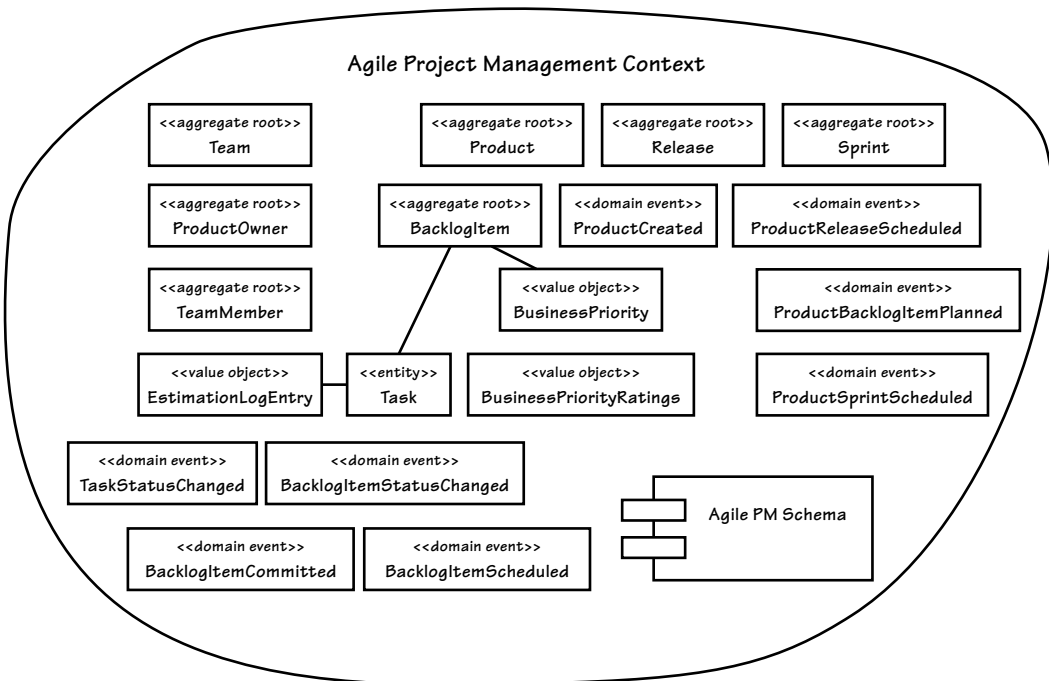 Agile Project Management Context
<<aggregate root>>
Team
<<aggregate root>>
Product
<<aggregate root>>
Release
<<aggregate root>>
Sprint
<<aggregate root>>
ProductOwner
<<aggregate root>>
BacklogItem
<<domain event>>
ProductCreated
<<domain event>>
ProductReleaseScheduled
<<aggregate root>>
TeamMember
<<value object>>
BusinessPriority
<<domain event>>
ProductBacklogItemPlanned
<<value object>>
EstimationLogEntry
<<entity>>
Task
<<value object>>
BusinessPriorityRatings
<<domain event>>
ProductSprintScheduled
<<domain event>>
TaskStatusChanged
<<domain event>>
BacklogItemStatusChanged
Agile PM Schema
<<domain event>>
BacklogItemCommitted
<<domain event>>
BacklogItemScheduled